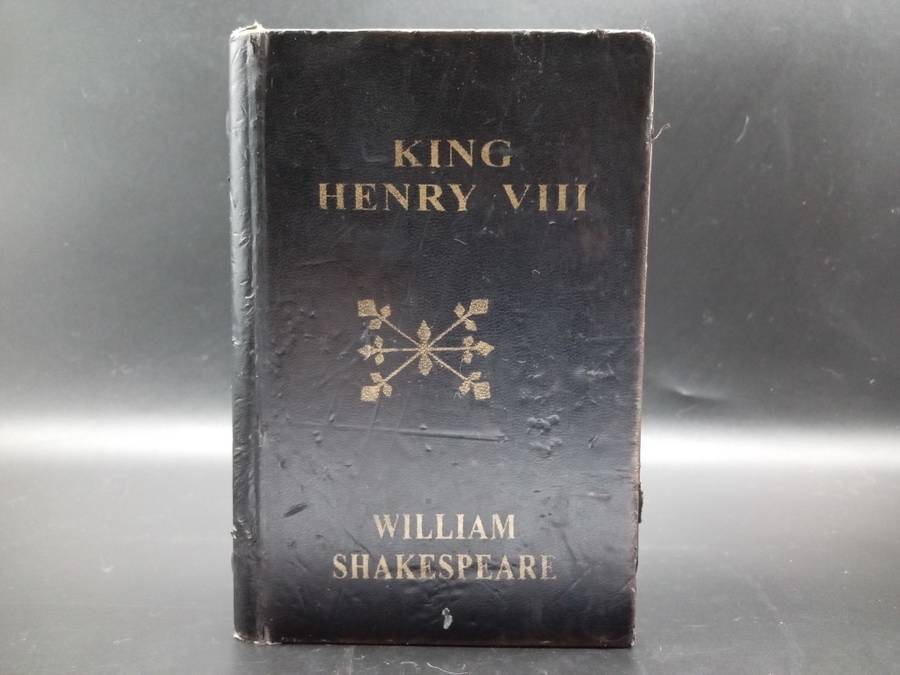 KING
HENRY VIII
WILLIAM
SHAKESPEARE